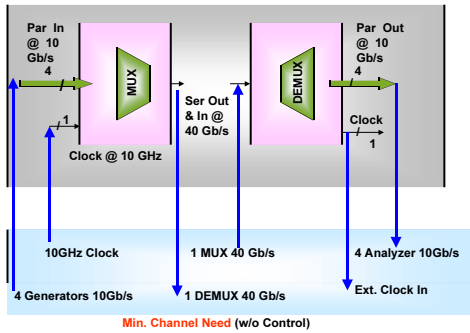 Par In
@ 10
Gb/s
4
1
MUX
Clock @ 10 GHz
Ser Out
& In @
40 Gb/s
DEMUX
Par Out
@ 10
Gb/s
4
Clock
1
10GHz Clock
1 MUX 40 Gb/s
4 Analyzer 10Gb/s
4 Generators 10Gb/s
1 DEMUX 40 Gb/s
Ext. Clock In
Min. Channel Need (w/o Control)